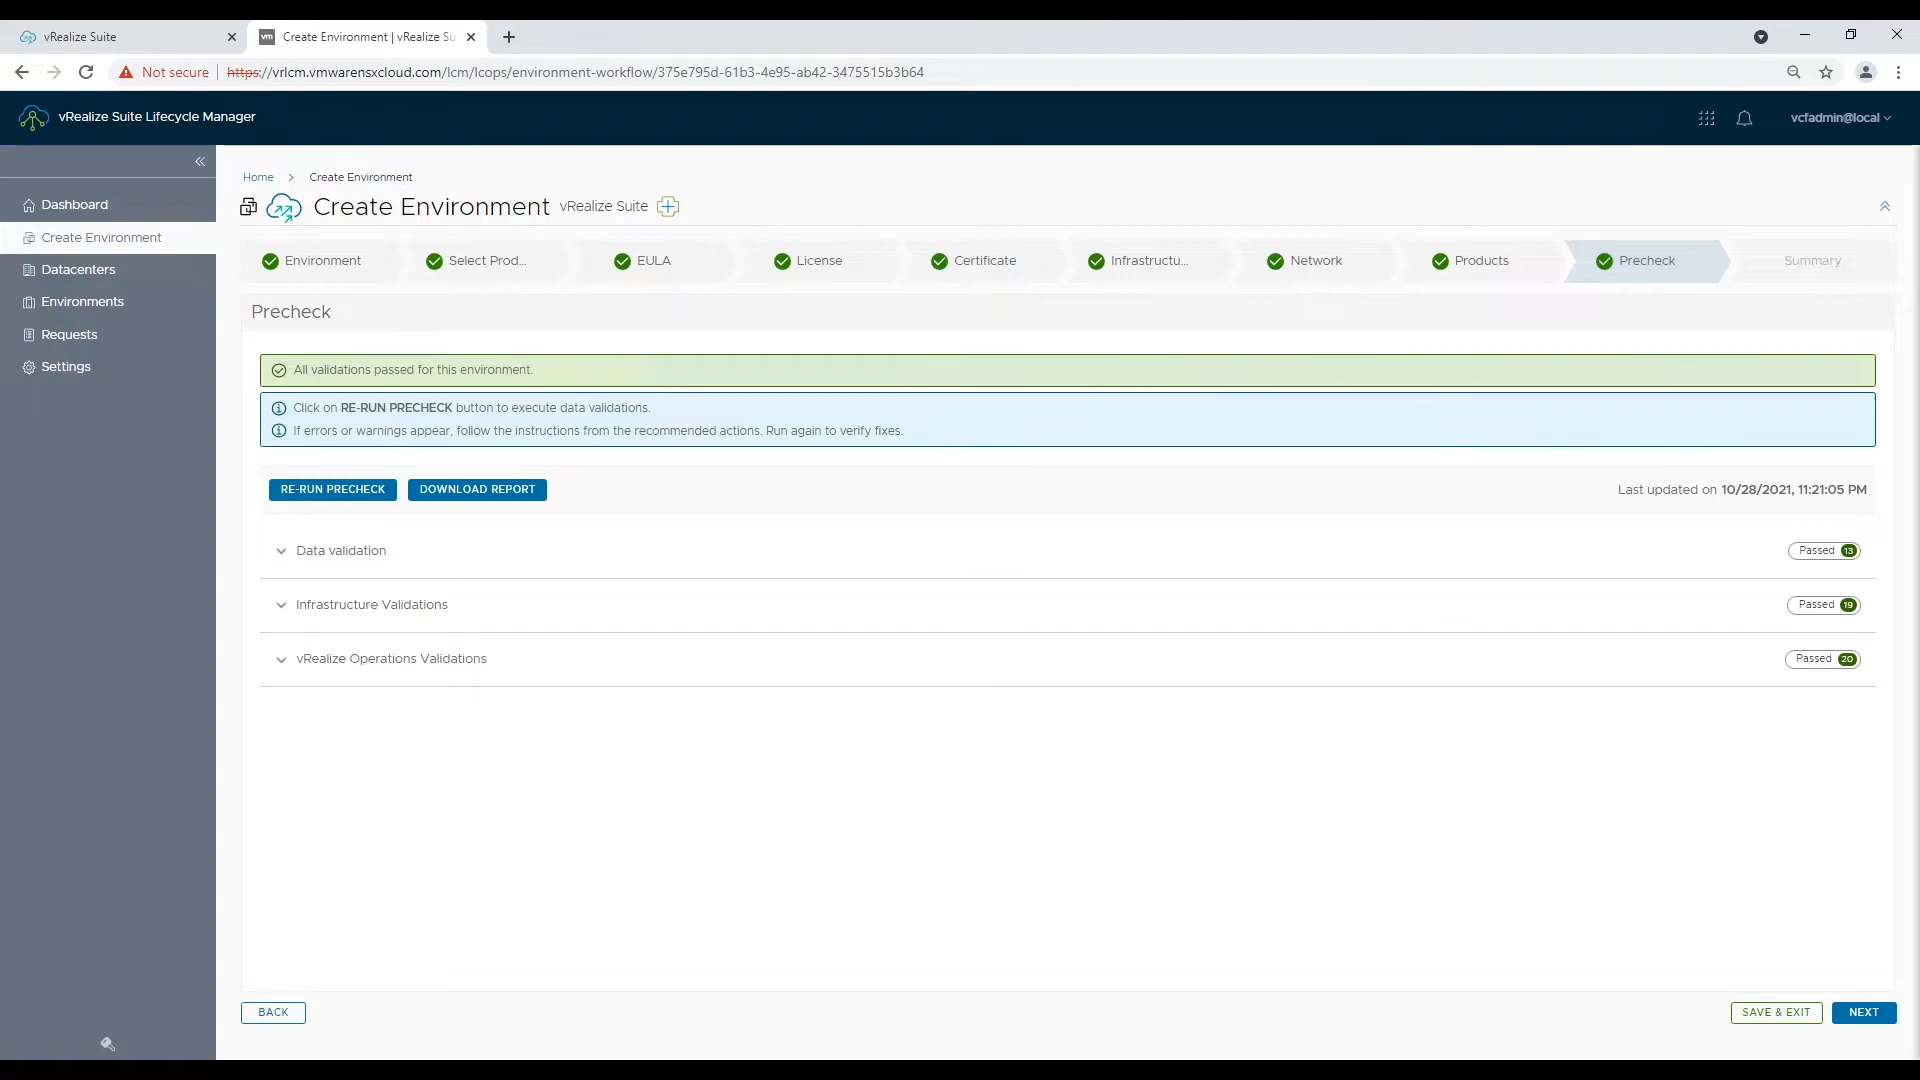 vRealize Suite
vm Create Environment | vRealize Su
Not secure https://vrlcm.vmwarensxcloud.com/lcm/lcops/environment-workflow/375e795d-61b3-4e95-ab42-3475515b3b64
vRealize Suite Lifecycle Manager
vcfadmin@local
Dashboard
Create Environment
Datacenters
Environments
Requests
Settings
Home > Create Environment
Create Environment vRealize Suite
Environment
Select Prod...
EULA
License
Certificate
Infrastructu...
Network
Products
Precheck
Summary
Precheck
All validations passed for this environment.
Click on RE-RUN PRECHECK button to execute data validations.
If errors or warnings appear, follow the instructions from the recommended actions. Run again to verify fixes.
RE-RUN PRECHECK
DOWNLOAD REPORT
Last updated on 10/28/2021, 11:21:05 PM
Data validation
Passed 13
Infrastructure Validations
Passed 19
vRealize Operations Validations
Passed 20
BACK
SAVE & EXIT
NEXT